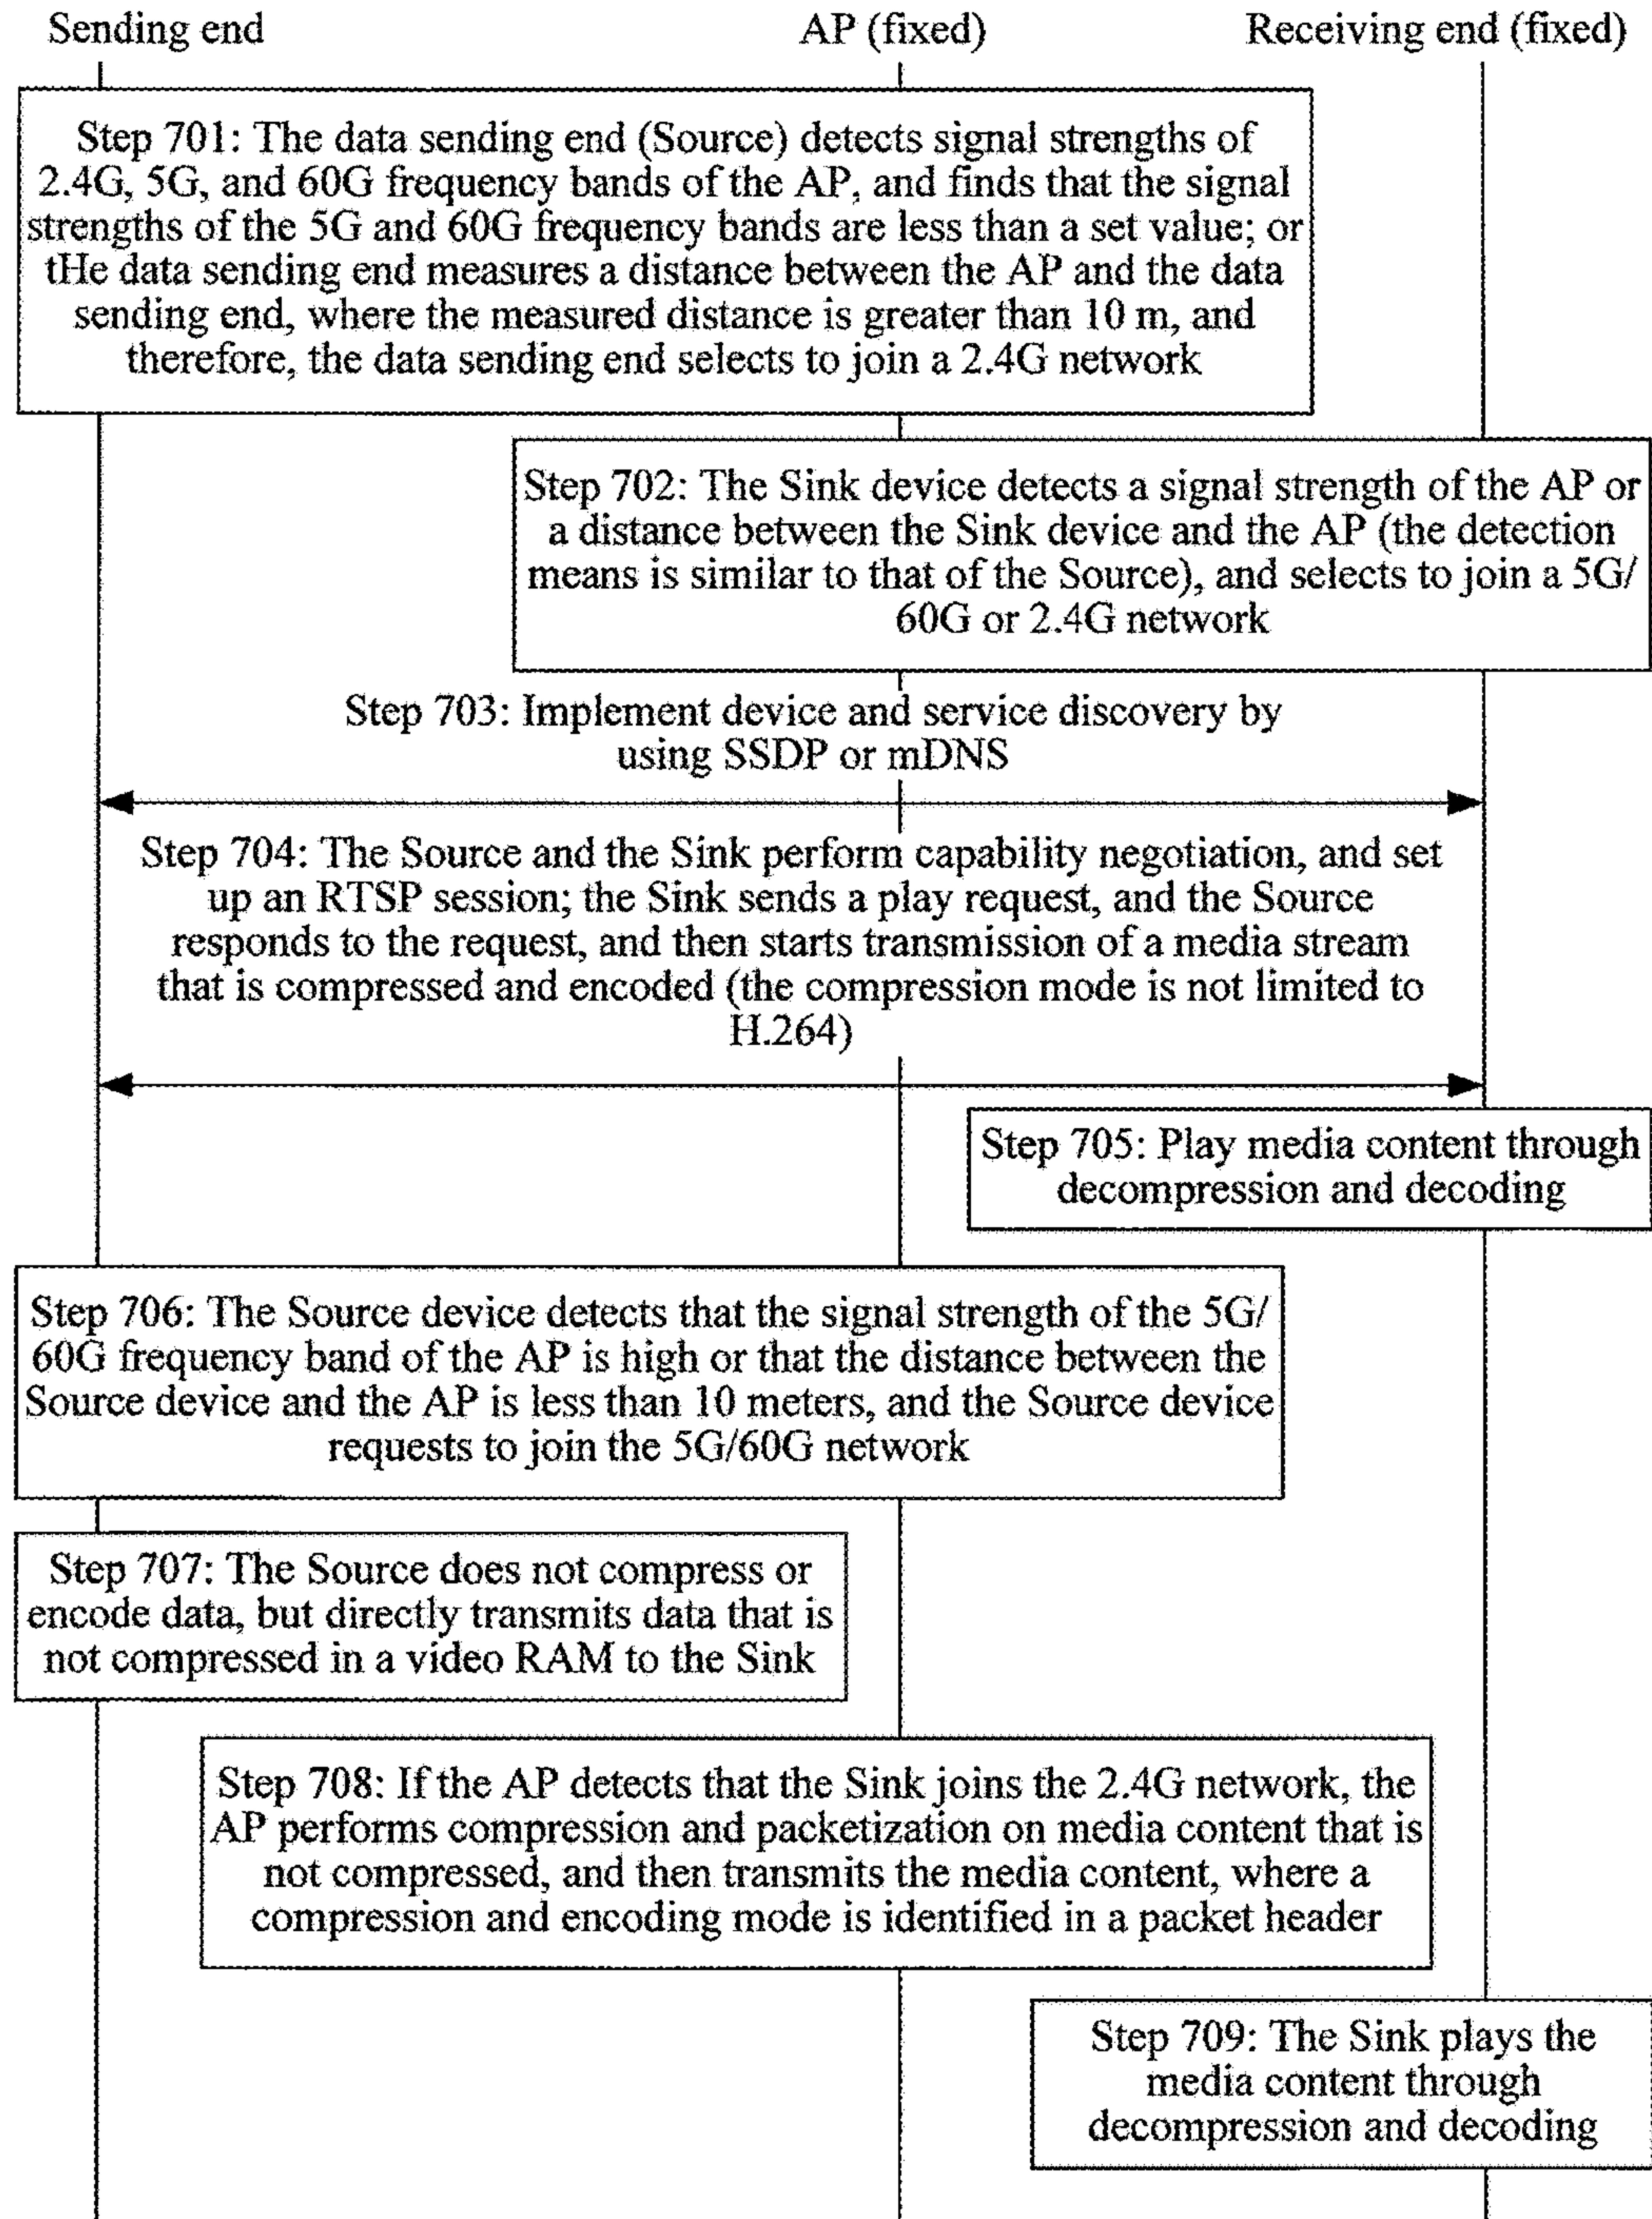 Sending end
AP (fixed)
Receiving end (fixed)
Step 701: The data sending end (Source) detects signal strengths of
2.4G, 5G, and 60G frequency bands of the AP, and finds that the signal
strengths of the 5G and 60G frequency bands are less than a set value; or
tHe data sending end measures a distance between the AP and the data
sending end, where the measured distance is greater than 10 m, and
therefore, the data sending end selects to join a 2.4G network
Step 702: The Sink device detects a signal strength of the AP or
a distance between the Sink device and the AP (the detection
means is similar to that of the Source), and selects to join a 5G/
60G or 2.4G network
Step 703: Implement device and service discovery by
using SSDP or mDNS
Step 704: The Source and the Sink perform capability negotiation, and set
up an RTSP session; the Sink sends a play request, and the Source
responds to the request, and then starts transmission of a media stream
that is compressed and encoded (the compression mode is not limited to
H.264)
Step 705: Play media content through
decompression and decoding
Step 706: The Source device detects that the signal strength of the 5G/
60G frequency band of the AP is high or that the distance between the
Source device and the AP is less than 10 meters, and the Source device
requests to join the 5G/60G network
Step 707: The Source does not compress or
encode data, but directly transmits data that is
not compressed in a video RAM to the Sink
Step 708: If the AP detects that the Sink joins the 2.4G network, the
AP performs compression and packetization on media content that is
not compressed, and then transmits the media content, where a
compression and encoding mode is identified in a packet header
Step 709: The Sink plays the
media content through
decompression and decoding